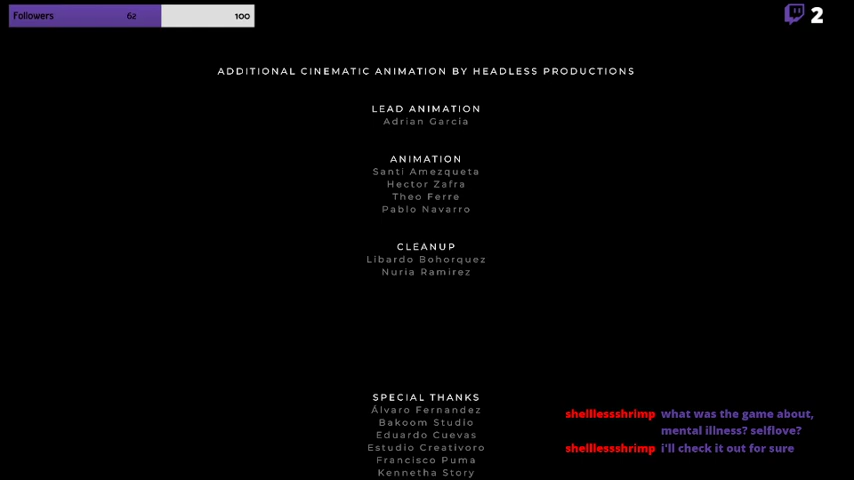 Followers 62 100
2
ADDITIONAL CINEMATIC ANIMATION BY HEADLESS PRODUCTIONS
LEAD ANIMATION
Adrian Garcia
ANIMATION
Santi Amezqueta
Hector Zafra
Theo Ferre
Pablo Navarro
CLEANUP
Libardo Bohorquez
Nuria Ramirez
SPECIAL THANKS
Álvaro Fernandez
Bakoom Studio
Eduardo Cuevas
Estudio Creativoro
Francisco Puma
Kennetha Story
shelllessshrimp what was the game about,
mental illness? selflove?
shelllessshrimp i'll check it out for sure